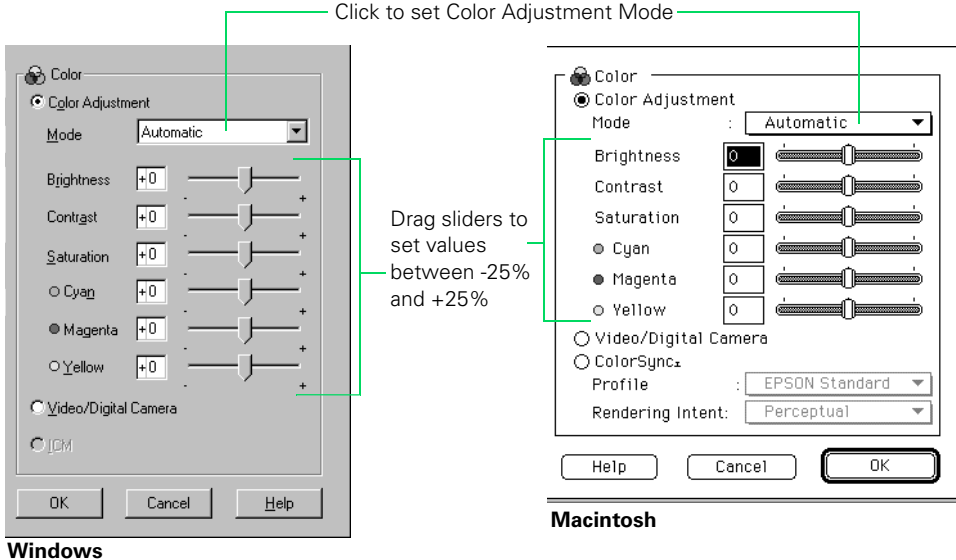 Click to set Color Adjustment Mode
Color
Color Adjustment
Mode
Automatic
Brightness +0
- +
Contrast +0
- +
Saturation +0
- +
Cyan +0
- +
Magenta +0
- +
Yellow +0
- +
Video/Digital Camera
ICM
OK Cancel Help
Windows
Drag sliders to
set values
between -25%
and +25%
Color
Color Adjustment
Mode : Automatic
Brightness 0
Contrast 0
Saturation 0
Cyan 0
Magenta 0
Yellow 0
Video/Digital Camera
ColorSync
Profile : EPSON Standard
Rendering Intent: Perceptual
Help Cancel OK
Macintosh